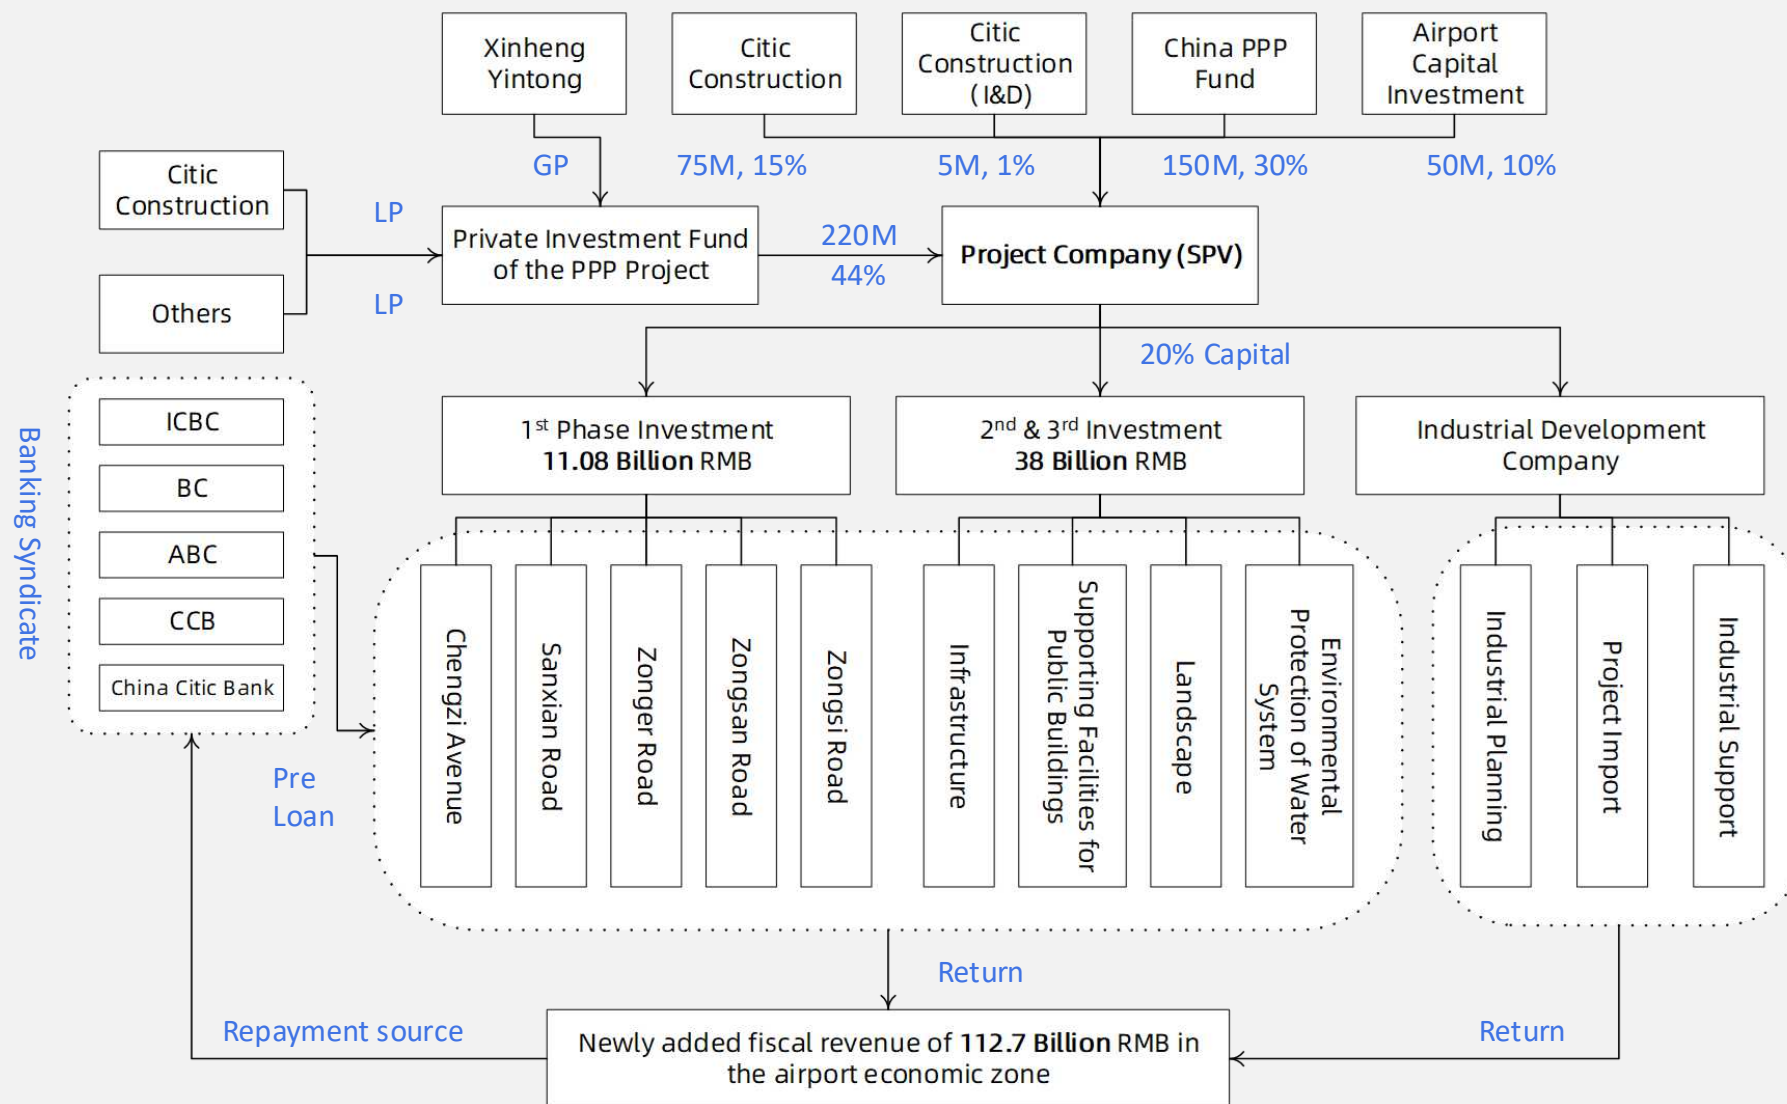 Xinheng
Yintong
Citic
Construction
Citic
Construction
(I&D)
China PPP
Fund
Airport
Capital
Investment
GP
75M, 15%
5M, 1%
150M, 30%
50M, 10%
Citic
Construction
Others
LP
LP
Private Investment Fund
of the PPP Project
220M
44%
Project Company (SPV)
20% Capital
Banking Syndicate
ICBC
BC
ABC
CCB
China Citic Bank
1st Phase Investment
11.08 Billion RMB
2nd & 3rd Investment
38 Billion RMB
Industrial Development
Company
Chengzi Avenue
Sanxian Road
Zonger Road
Zongsan Road
Zongsi Road
Infrastructure
Supporting Facilities for
Public Buildings
Landscape
Environmental
Protection of Water
System
Industrial Planning
Project Import
Industrial Support
Pre
Loan
Return
Return
Repayment source
Newly added fiscal revenue of 112.7 Billion RMB in
the airport economic zone